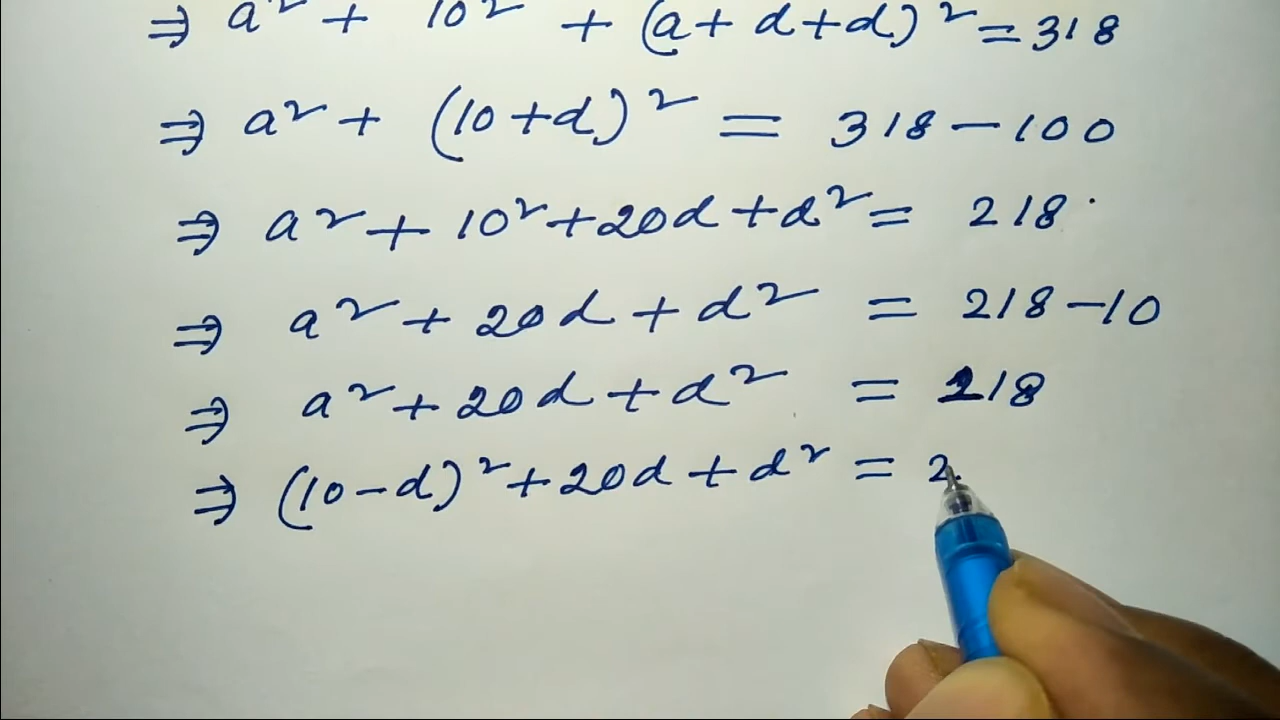 ⇒ a² + 10² + (a+d+d)² = 318
⇒ a² + (10+d)² = 318 - 100
⇒ a² + 10² + 20d + d² = 218
⇒ a² + 20d + d² = 218 - 10
⇒ a² + 20d + d² = 218
⇒ (10-d)² + 20d + d² = 2